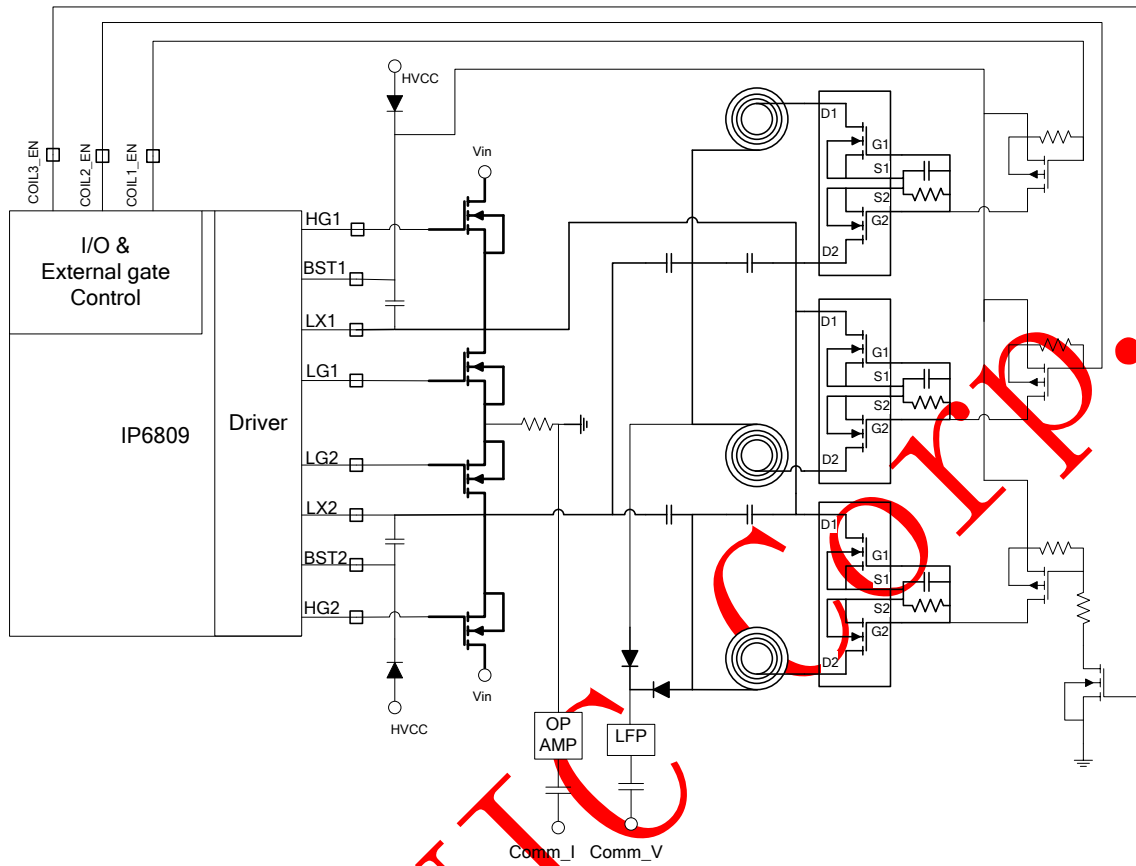 HVCC
COIL3_EN
COIL2_EN
COIL1_EN
Vin
I/O &
External gate
Control
HG1
BST1
LX1
LG1
IP6809
Driver
LG2
LX2
BST2
HG2
Vin
HVCC
D1
G1
S1
S2
G2
D2
D1
G1
S1
S2
G2
D2
D1
G1
S1
S2
G2
D2
OP
AMP
LFP
Comm_I
Comm_V
IC Corp.